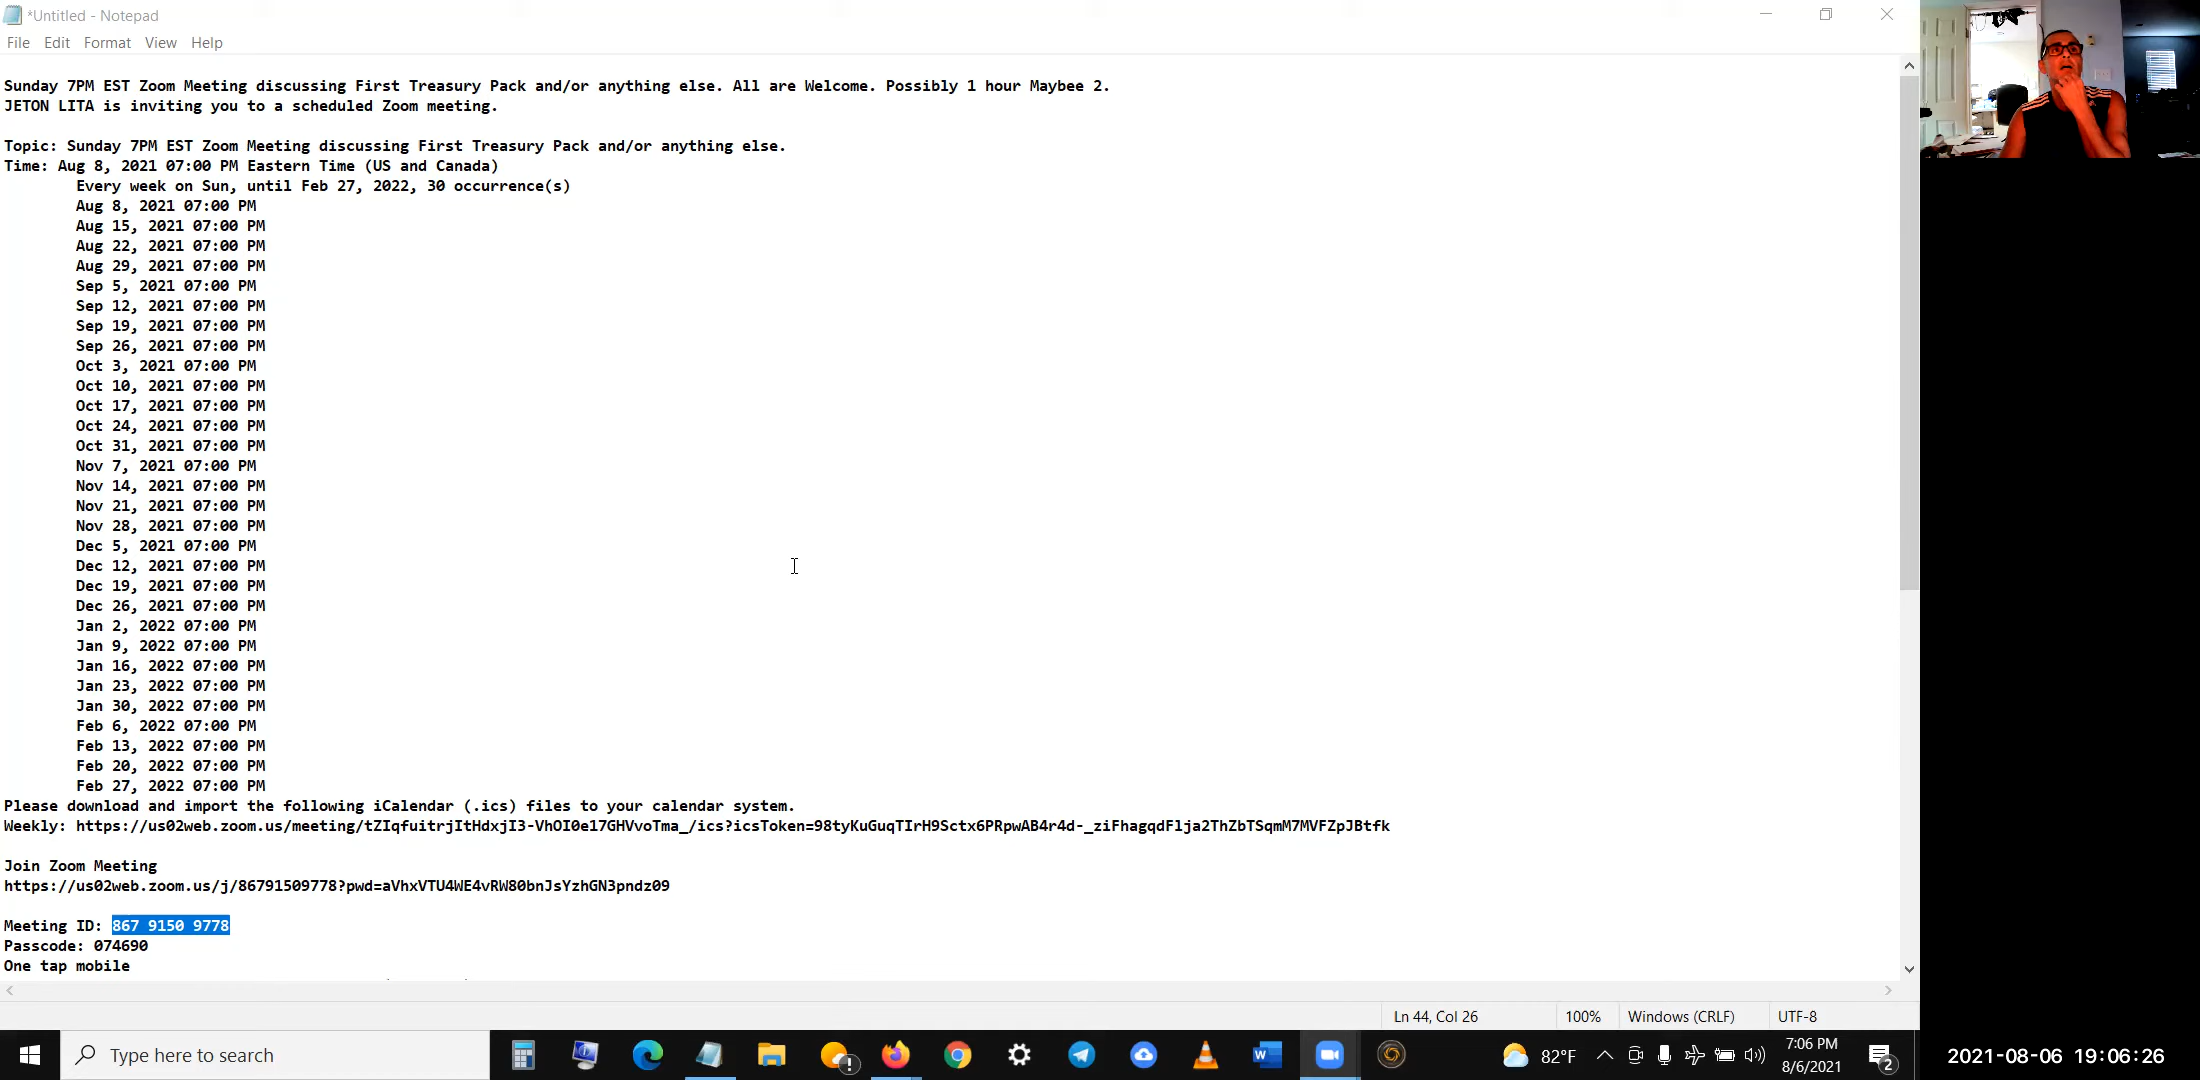 *Untitled - Notepad
File Edit Format View Help
Sunday 7PM EST Zoom Meeting discussing First Treasury Pack and/or anything else. All are Welcome. Possibly 1 hour Maybee 2.
JETON LITA is inviting you to a scheduled Zoom meeting.
Topic: Sunday 7PM EST Zoom Meeting discussing First Treasury Pack and/or anything else.
Time: Aug 8, 2021 07:00 PM Eastern Time (US and Canada)
Every week on Sun, until Feb 27, 2022, 30 occurrence(s)
Aug 8, 2021 07:00 PM
Aug 15, 2021 07:00 PM
Aug 22, 2021 07:00 PM
Aug 29, 2021 07:00 PM
Sep 5, 2021 07:00 PM
Sep 12, 2021 07:00 PM
Sep 19, 2021 07:00 PM
Sep 26, 2021 07:00 PM
Oct 3, 2021 07:00 PM
Oct 10, 2021 07:00 PM
Oct 17, 2021 07:00 PM
Oct 24, 2021 07:00 PM
Oct 31, 2021 07:00 PM
Nov 7, 2021 07:00 PM
Nov 14, 2021 07:00 PM
Nov 21, 2021 07:00 PM
Nov 28, 2021 07:00 PM
Dec 5, 2021 07:00 PM
Dec 12, 2021 07:00 PM
Dec 19, 2021 07:00 PM
Dec 26, 2021 07:00 PM
Jan 2, 2022 07:00 PM
Jan 9, 2022 07:00 PM
Jan 16, 2022 07:00 PM
Jan 23, 2022 07:00 PM
Jan 30, 2022 07:00 PM
Feb 6, 2022 07:00 PM
Feb 13, 2022 07:00 PM
Feb 20, 2022 07:00 PM
Feb 27, 2022 07:00 PM
Please download and import the following iCalendar (.ics) files to your calendar system.
Weekly: https://us02web.zoom.us/meeting/tZIqfuitrjItHdxjI3-VhOI0e17GHVvoTma_/ics?icsToken=98tyKuGuqTIrH9Sctx6PRpwAB4r4d-_ziFhagqdFlja2ThZbTSqmM7MVFZpJBtfk
Join Zoom Meeting
https://us02web.zoom.us/j/86791509778?pwd=aVhxVTU4WE4vRW80bnJsYzhGN3pndz09
Meeting ID: 867 9150 9778
Passcode: 074690
One tap mobile
Ln 44, Col 26 100% Windows (CRLF) UTF-8
Type here to search
82°F
7:06 PM
8/6/2021
2
2021-08-06 19:06:26